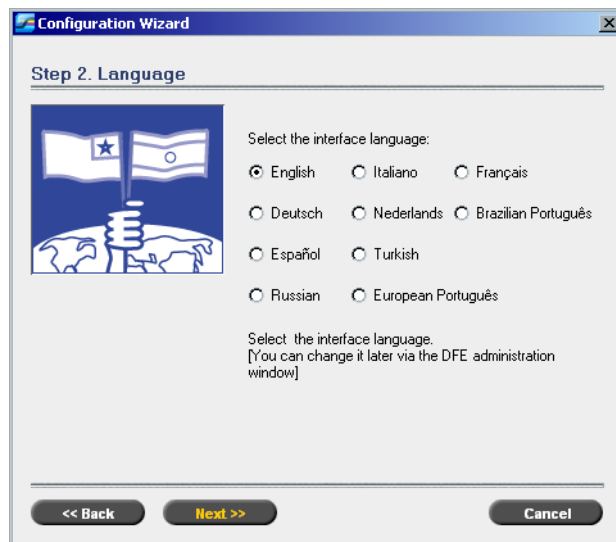 Configuration Wizard
Step 2. Language
Select the interface language:
English Italiano Français
Deutsch Nederlands Brazilian Português
Español Turkish
Russian European Português
Select the interface language.
[You can change it later via the DFE administration
window]
<< Back Next >> Cancel